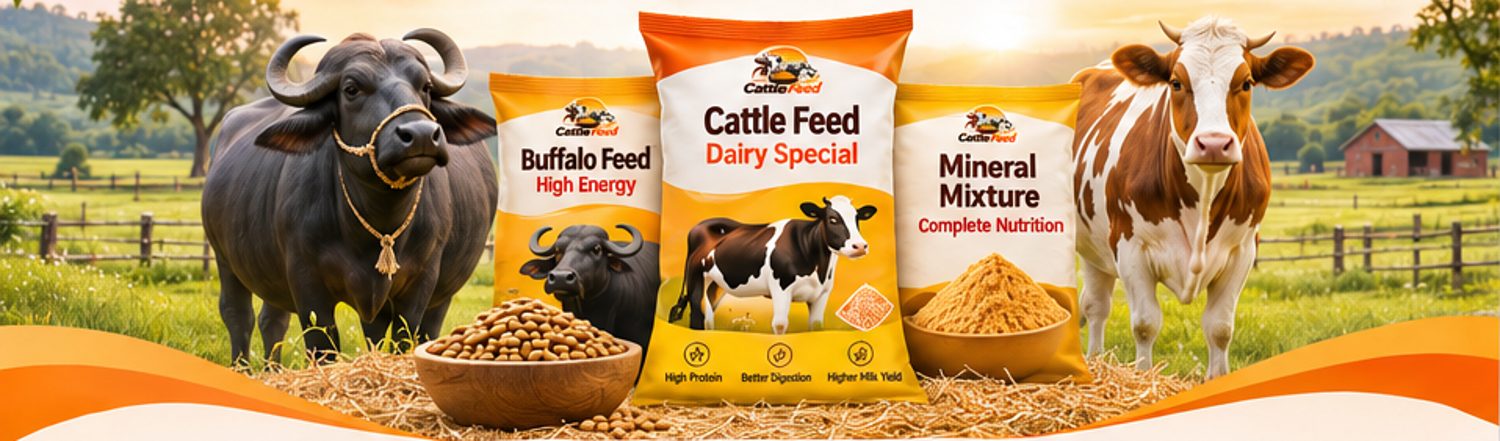 Cattle Feed
Buffalo Feed
High Energy
Cattle Feed
Cattle Feed
Dairy Special
High Protein
Better Digestion
Higher Milk Yield
Cattle Feed
Mineral
Mixture
Complete Nutrition